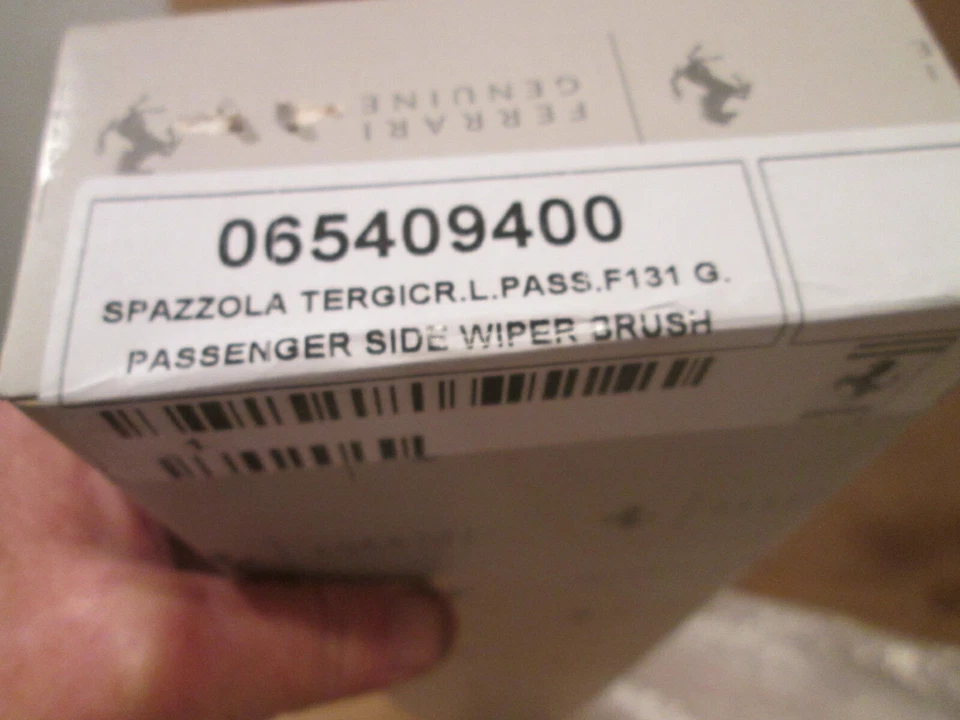 FERRARI
GENUINE
065409400
SPAZZOLA TERGICR.L.PASS.F131 G.
PASSENGER SIDE WIPER BRUSH